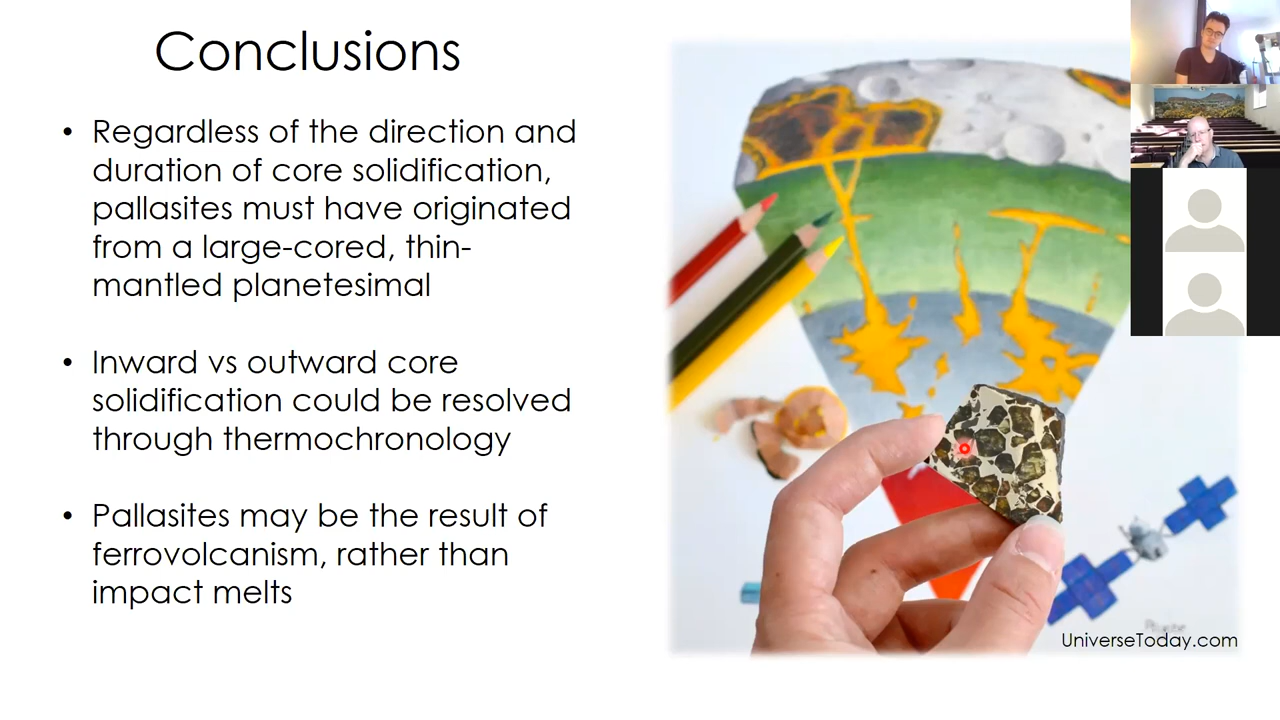 Conclusions
• Regardless of the direction and
duration of core solidification,
pallasites must have originated
from a large-cored, thin-
mantled planetesimal
• Inward vs outward core
solidification could be resolved
through thermochronology
• Pallasites may be the result of
ferrovolcanism, rather than
impact melts
UniverseToday.com